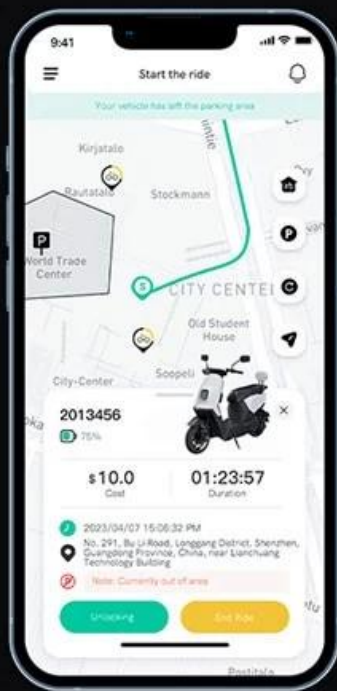 9:41
Start the ride
Your vehicle has left the parking area
Kirjatalo
Rautatalo
Stockmann
P
World Trade
Center
P
S
CITY CENTE
Old Student
House
Soopeli
City-Center
2013456
75%
$10.0
01:23:57
Cost
Duration
2023/04/07 15:06:32 PM
No. 291, Bu Li Road, Longgang District, Shenzhen,
Guangdong Province, China, near Lianchuang
Technology Building
Note: Currently out of area
Unlocking
End Ride
Postitalo